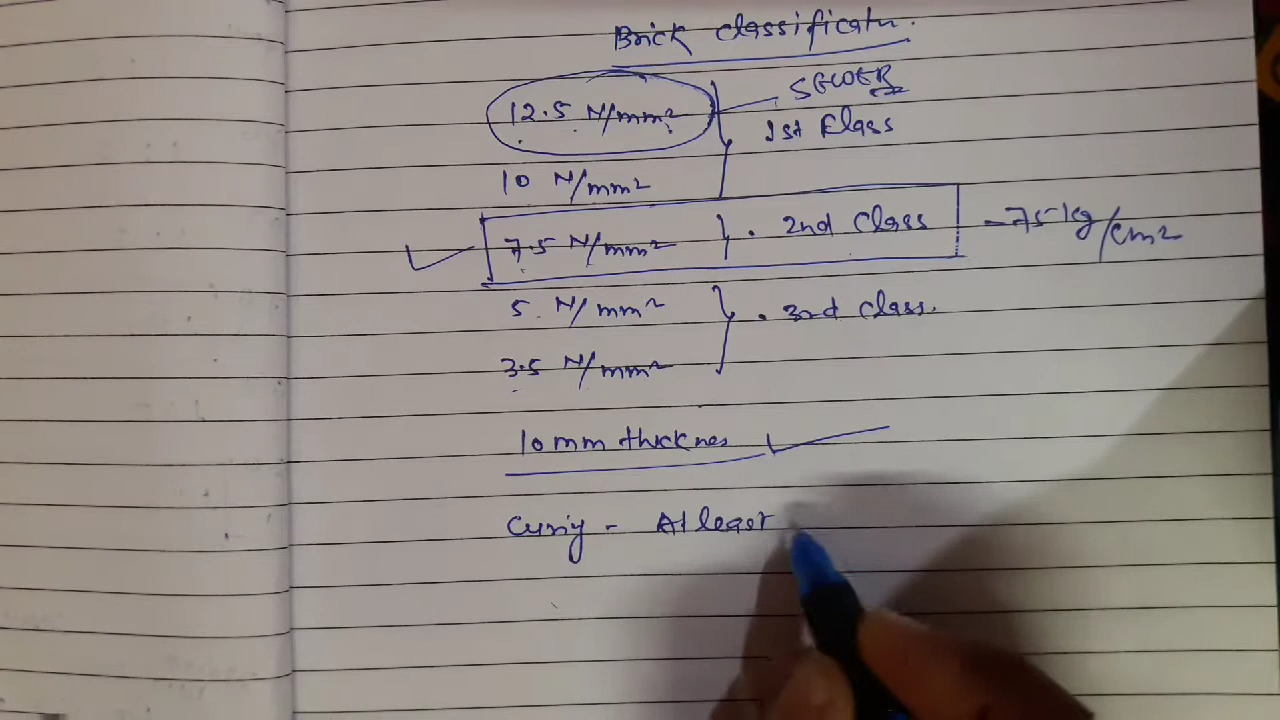 Brick classificatn.
12.5 N/mm² SEWER
1st Class
10 N/mm²
7.5 N/mm² . 2nd Class - 75 kg/cm²
5 N/mm² . 3rd Class.
3.5 N/mm²
10mm thicknes
Curing - At least